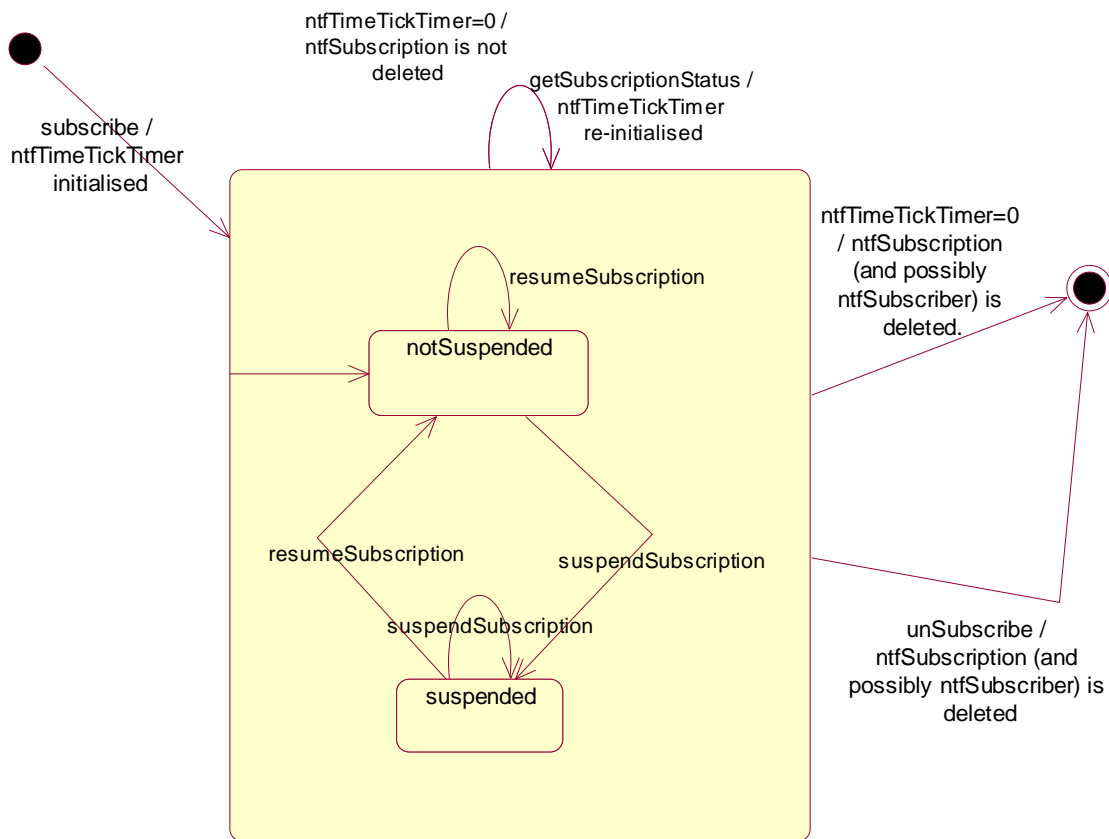 ntfTimeTickTimer=0 /
ntfSubscription is not
deleted
getSubscriptionStatus /
ntfTimeTickTimer
re-initialised
subscribe /
ntfTimeTickTimer
initialised
ntfTimeTickTimer=0
/ ntfSubscription
(and possibly
ntfSubscriber) is
deleted.
resumeSubscription
notSuspended
resumeSubscription
suspendSubscription
suspendSubscription
suspended
unSubscribe /
ntfSubscription (and
possibly ntfSubscriber) is
deleted